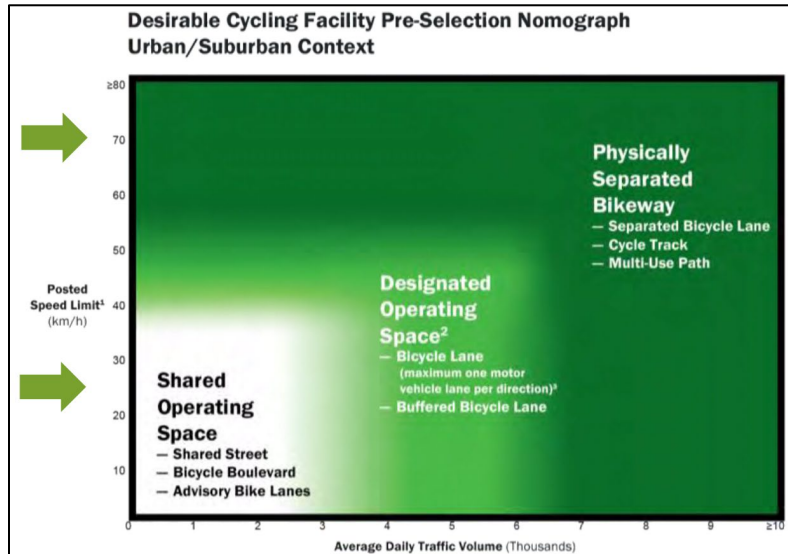 Desirable Cycling Facility Pre-Selection Nomograph
Urban/Suburban Context
≥80
70
60
50
40
30
20
10
Posted
Speed Limit¹
(km/h)
Physically
Separated
Bikeway
— Separated Bicycle Lane
— Cycle Track
— Multi-Use Path
Designated
Operating
Space²
— Bicycle Lane
(maximum one motor
vehicle lane per direction)³
— Buffered Bicycle Lane
Shared
Operating
Space
— Shared Street
— Bicycle Boulevard
— Advisory Bike Lanes
0 1 2 3 4 5 6 7 8 9 ≥10
Average Daily Traffic Volume (Thousands)